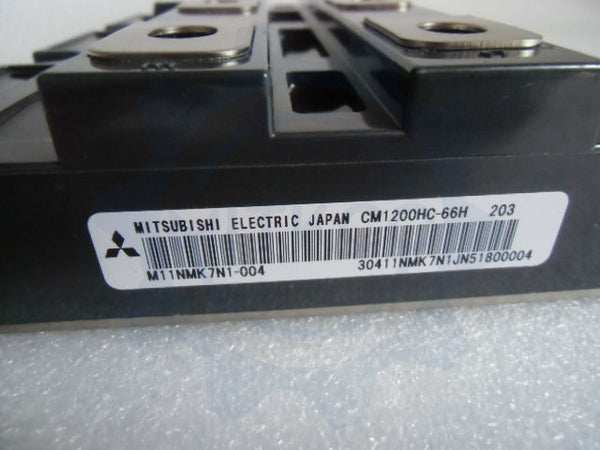 MITSUBISHI ELECTRIC JAPAN CM1200HC-66H 203
M11NMK7N1-004 30411NMK7N1JN51800004